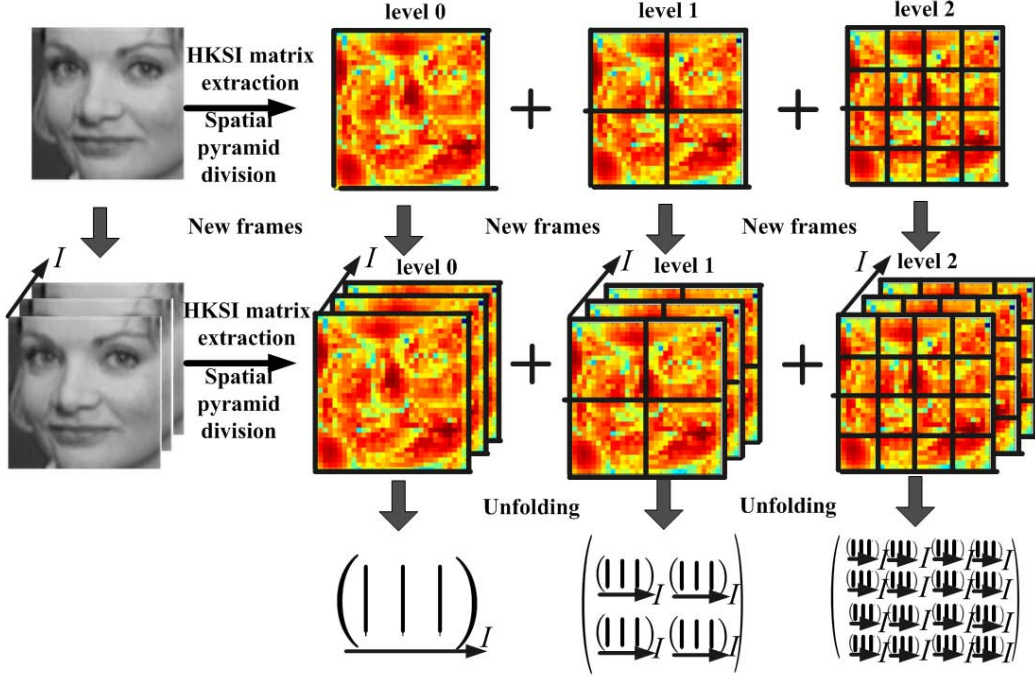 level 0
level 1
level 2
HKSI matrix
extraction
Spatial
pyramid
division
+
+
New frames
New frames
New frames
I
I
I
I
level 0
level 1
level 2
HKSI matrix
extraction
Spatial
pyramid
division
+
+
Unfolding
Unfolding
I
I I
I I
I I I I
I I I I
I I I I
I I I I